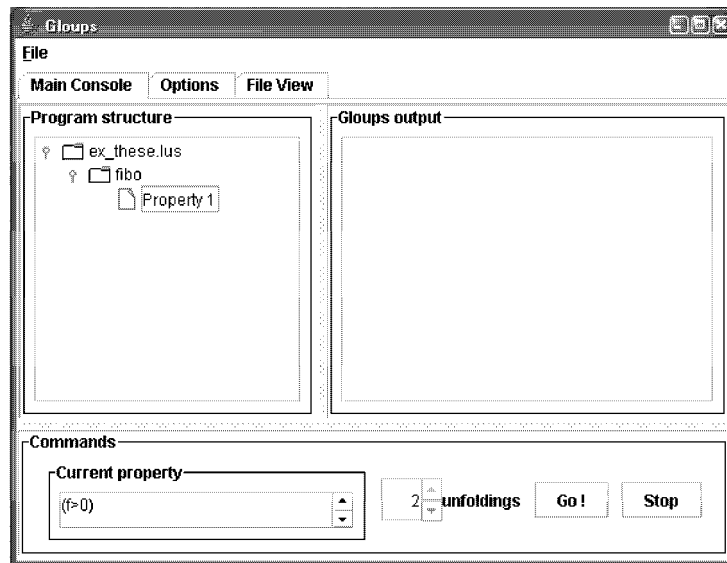 Gloups
File
Main Console Options File View
Program structure
ex_these.lus
fibo
Property 1
Gloups output
Commands
Current property
(f>0)
2 unfoldings Go ! Stop